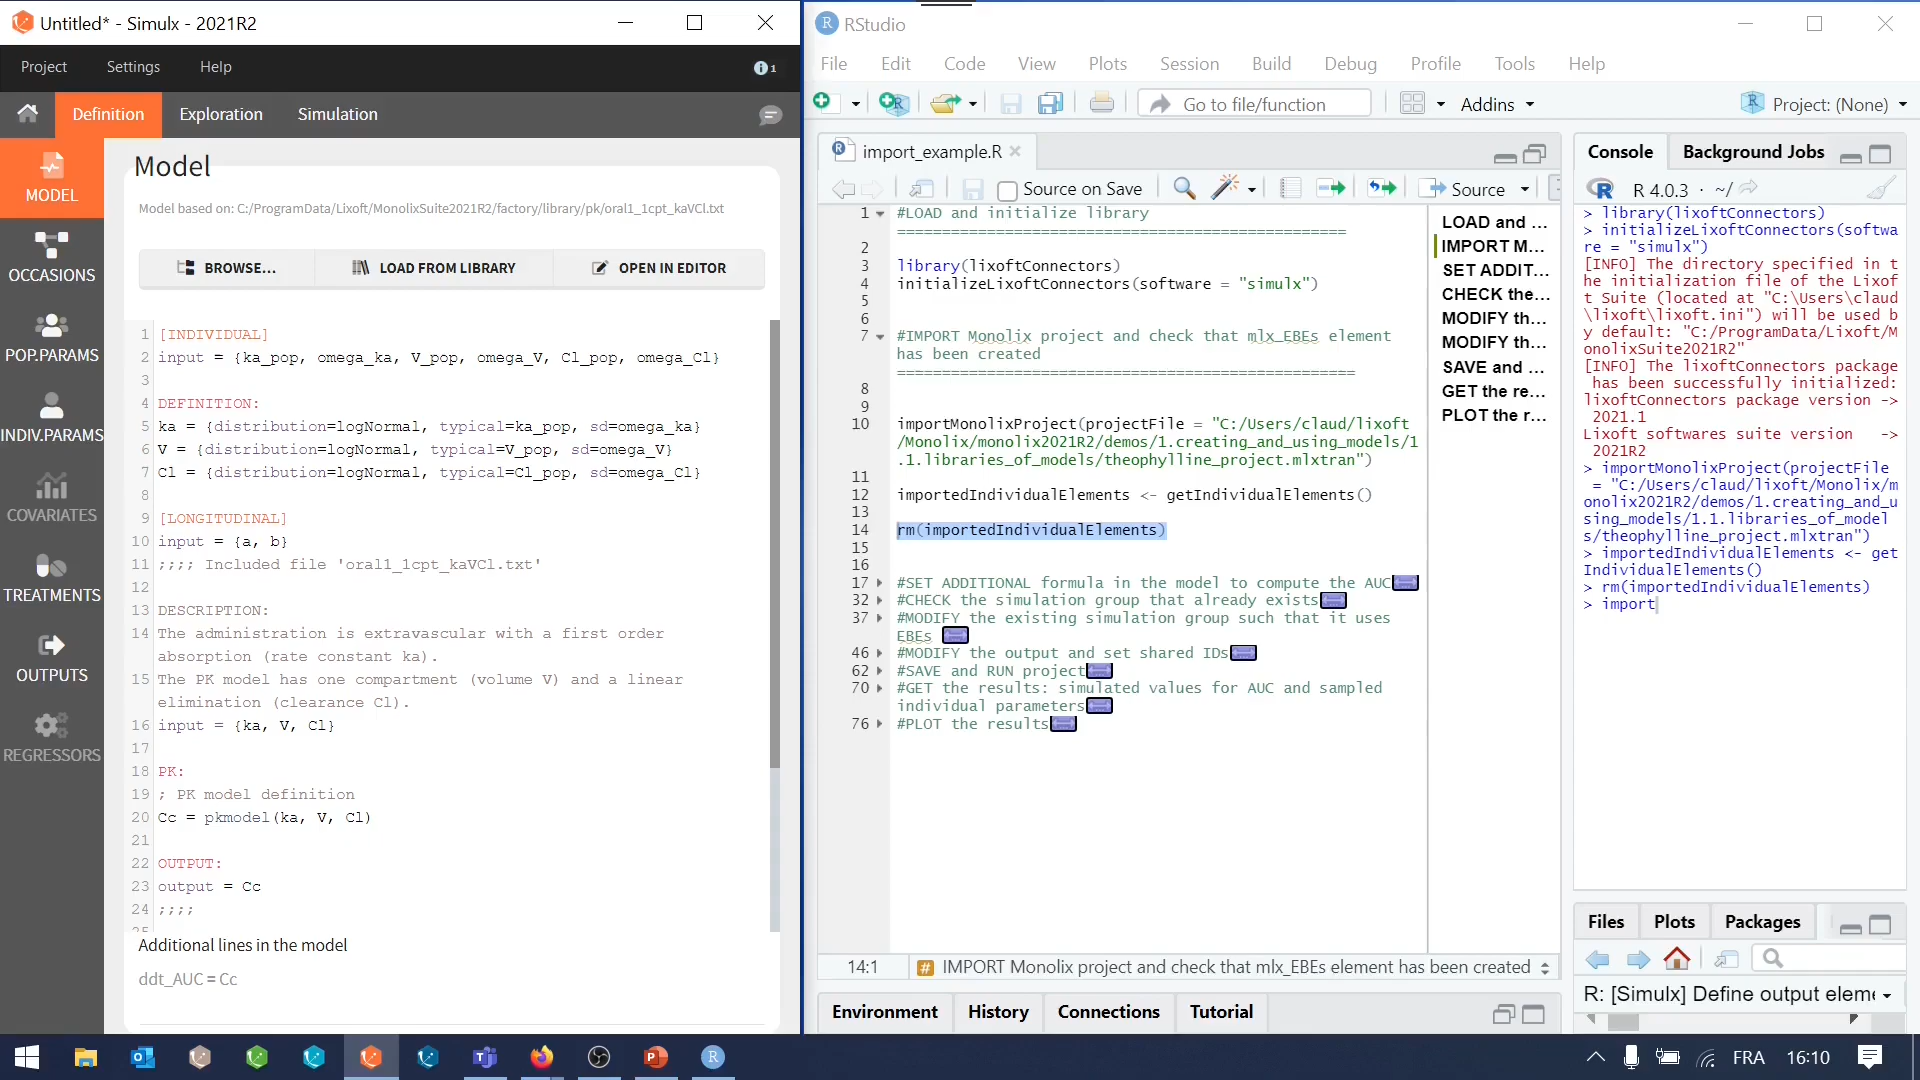 Untitled* - Simulx - 2021R2
Project Settings Help
1
Definition Exploration Simulation
MODEL
OCCASIONS
POP.PARAMS
INDIV.PARAMS
COVARIATES
TREATMENTS
OUTPUTS
REGRESSORS
Model
Model based on: C:/ProgramData/Lixoft/MonolixSuite2021R2/factory/library/pk/oral1_1cpt_kaVCl.txt
BROWSE... LOAD FROM LIBRARY OPEN IN EDITOR
1 [INDIVIDUAL]
2 input = {ka_pop, omega_ka, V_pop, omega_V, Cl_pop, omega_Cl}
3
4 DEFINITION:
5 ka = {distribution=logNormal, typical=ka_pop, sd=omega_ka}
6 V = {distribution=logNormal, typical=V_pop, sd=omega_V}
7 Cl = {distribution=logNormal, typical=Cl_pop, sd=omega_Cl}
8
9 [LONGITUDINAL]
10 input = {a, b}
11 ;;;; Included file 'oral1_1cpt_kaVCl.txt'
12
13 DESCRIPTION:
14 The administration is extravascular with a first order
absorption (rate constant ka).
15 The PK model has one compartment (volume V) and a linear
elimination (clearance Cl).
16 input = {ka, V, Cl}
17
18 PK:
19 ; PK model definition
20 Cc = pkmodel(ka, V, Cl)
21
22 OUTPUT:
23 output = Cc
24 ;;;;
25
Additional lines in the model
ddt_AUC = Cc
RStudio
File Edit Code View Plots Session Build Debug Profile Tools Help
Go to file/function Addins Project: (None)
import_example.R
Source on Save Source
1 #LOAD and initialize library
==================================================
2
3 library(lixoftConnectors)
4 initializeLixoftConnectors(software = "simulx")
5
6
7 #IMPORT Monolix project and check that mlx_EBEs element
has been created
===================================================
8
9
10 importMonolixProject(projectFile = "C:/Users/claud/lixoft
/Monolix/monolix2021R2/demos/1.creating_and_using_models/1
.1.libraries_of_models/theophylline_project.mlxtran")
11
12 importedIndividualElements <- getIndividualElements()
13
14 rm(importedIndividualElements)
15
16
17 #SET ADDITIONAL formula in the model to compute the AUC
32 #CHECK the simulation group that already exists
37 #MODIFY the existing simulation group such that it uses
EBEs
46 #MODIFY the output and set shared IDs
62 #SAVE and RUN project
70 #GET the results: simulated values for AUC and sampled
individual parameters
76 #PLOT the results
LOAD and ...
IMPORT M...
SET ADDIT...
CHECK the...
MODIFY th...
MODIFY th...
SAVE and ...
GET the re...
PLOT the r...
14:1 IMPORT Monolix project and check that mlx_EBEs element has been created
Environment History Connections Tutorial
Console Background Jobs
R 4.0.3 · ~/
> library(lixoftConnectors)
> initializeLixoftConnectors(softwa
re = "simulx")
[INFO] The directory specified in t
he initialization file of the Lixof
t Suite (located at "C:\Users\claud
\lixoft\lixoft.ini") will be used b
y default: "C:/ProgramData/Lixoft/M
onolixSuite2021R2"
[INFO] The lixoftConnectors package
has been successfully initialized:
lixoftConnectors package version ->
2021.1
Lixoft softwares suite version ->
2021R2
> importMonolixProject(projectFile
= "C:/Users/claud/lixoft/Monolix/mo
nolix2021R2/demos/1.creating_and_us
ing_models/1.1.libraries_of_model
s/theophylline_project.mlxtran")
> importedIndividualElements <- get
IndividualElements()
> rm(importedIndividualElements)
> import
Files Plots Packages
R: [Simulx] Define output eleme
FRA 16:10